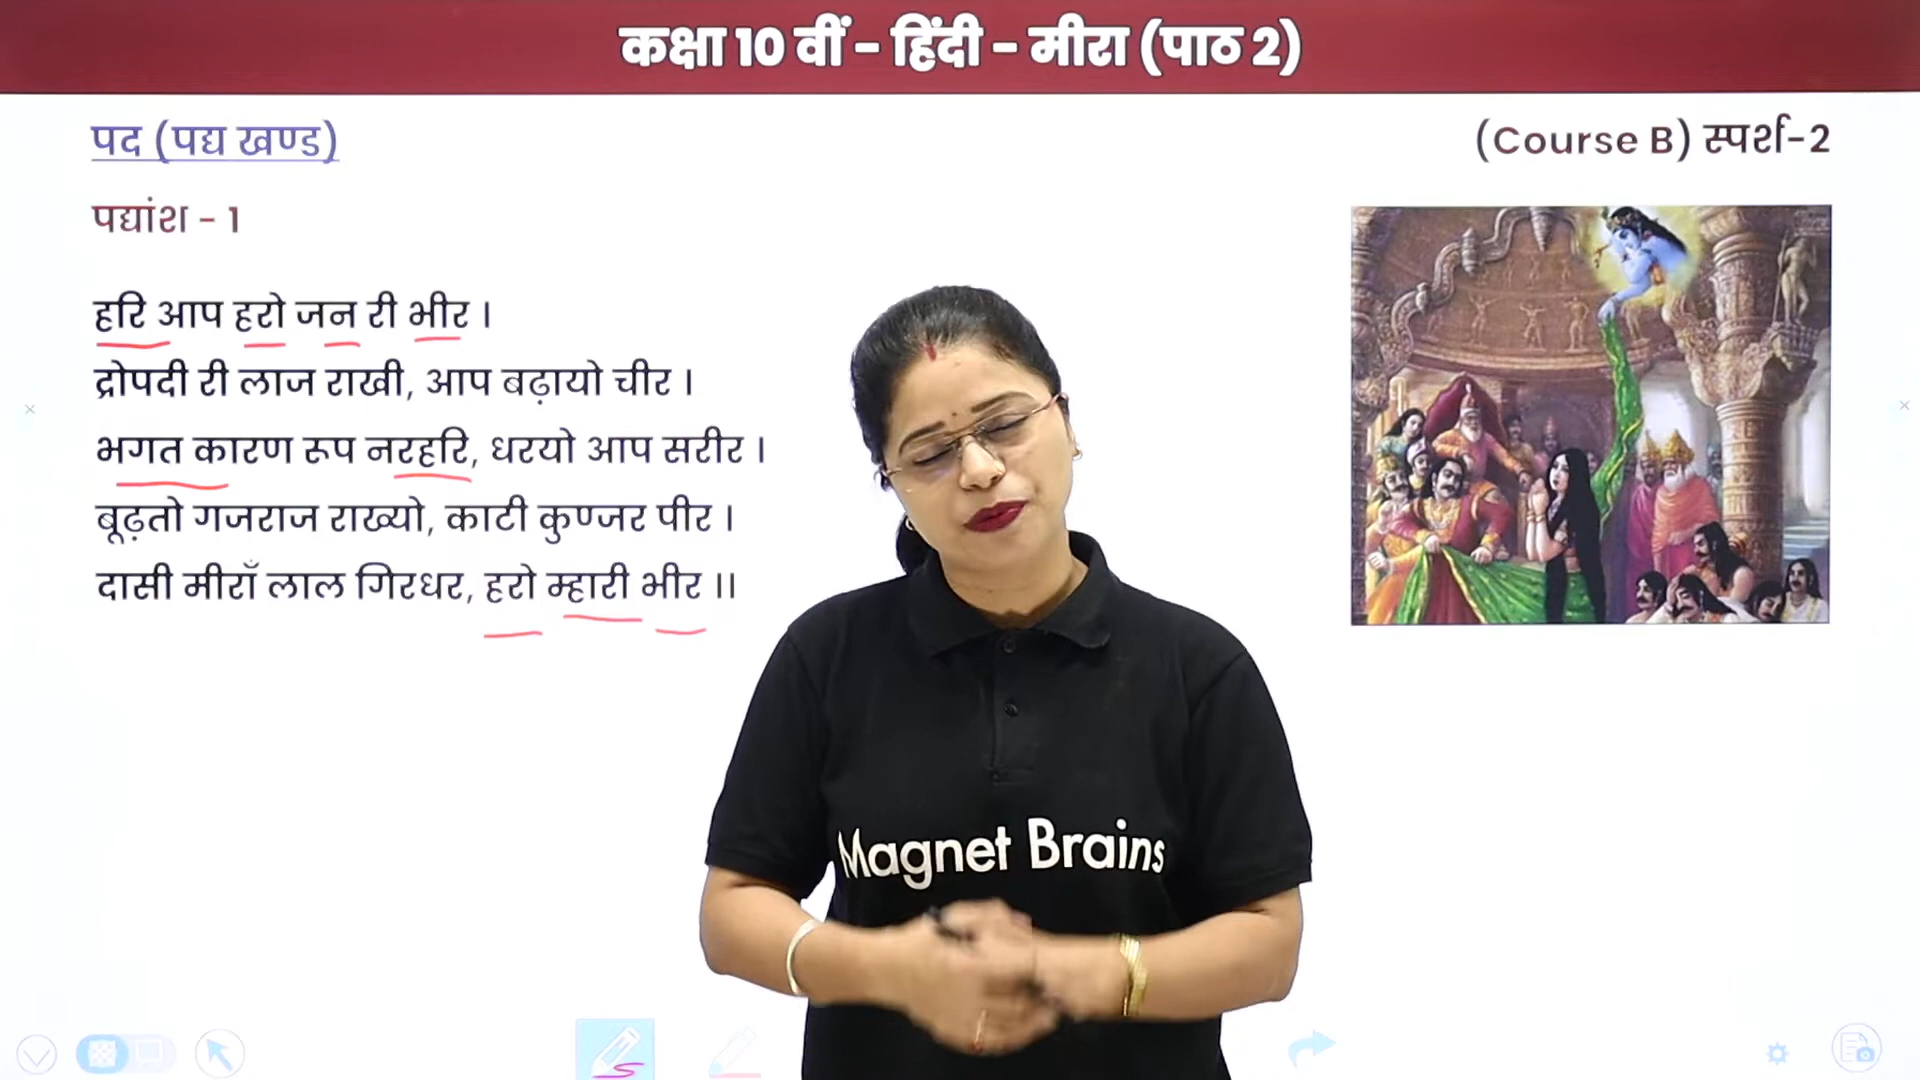 कक्षा 10 वीं - हिंदी - मीरा (पाठ 2)
पद (पद्य खण्ड)
(Course B) स्पर्श-2
पद्यांश - 1
हरि आप हरो जन री भीर ।
द्रोपदी री लाज राखी, आप बढ़ायो चीर ।
भगत कारण रूप नरहरि, धरयो आप सरीर ।
बूढ़तो गजराज राख्यो, काटी कुण्जर पीर ।
दासी मीराँ लाल गिरधर, हरो म्हारी भीर ।।
Magnet Brains